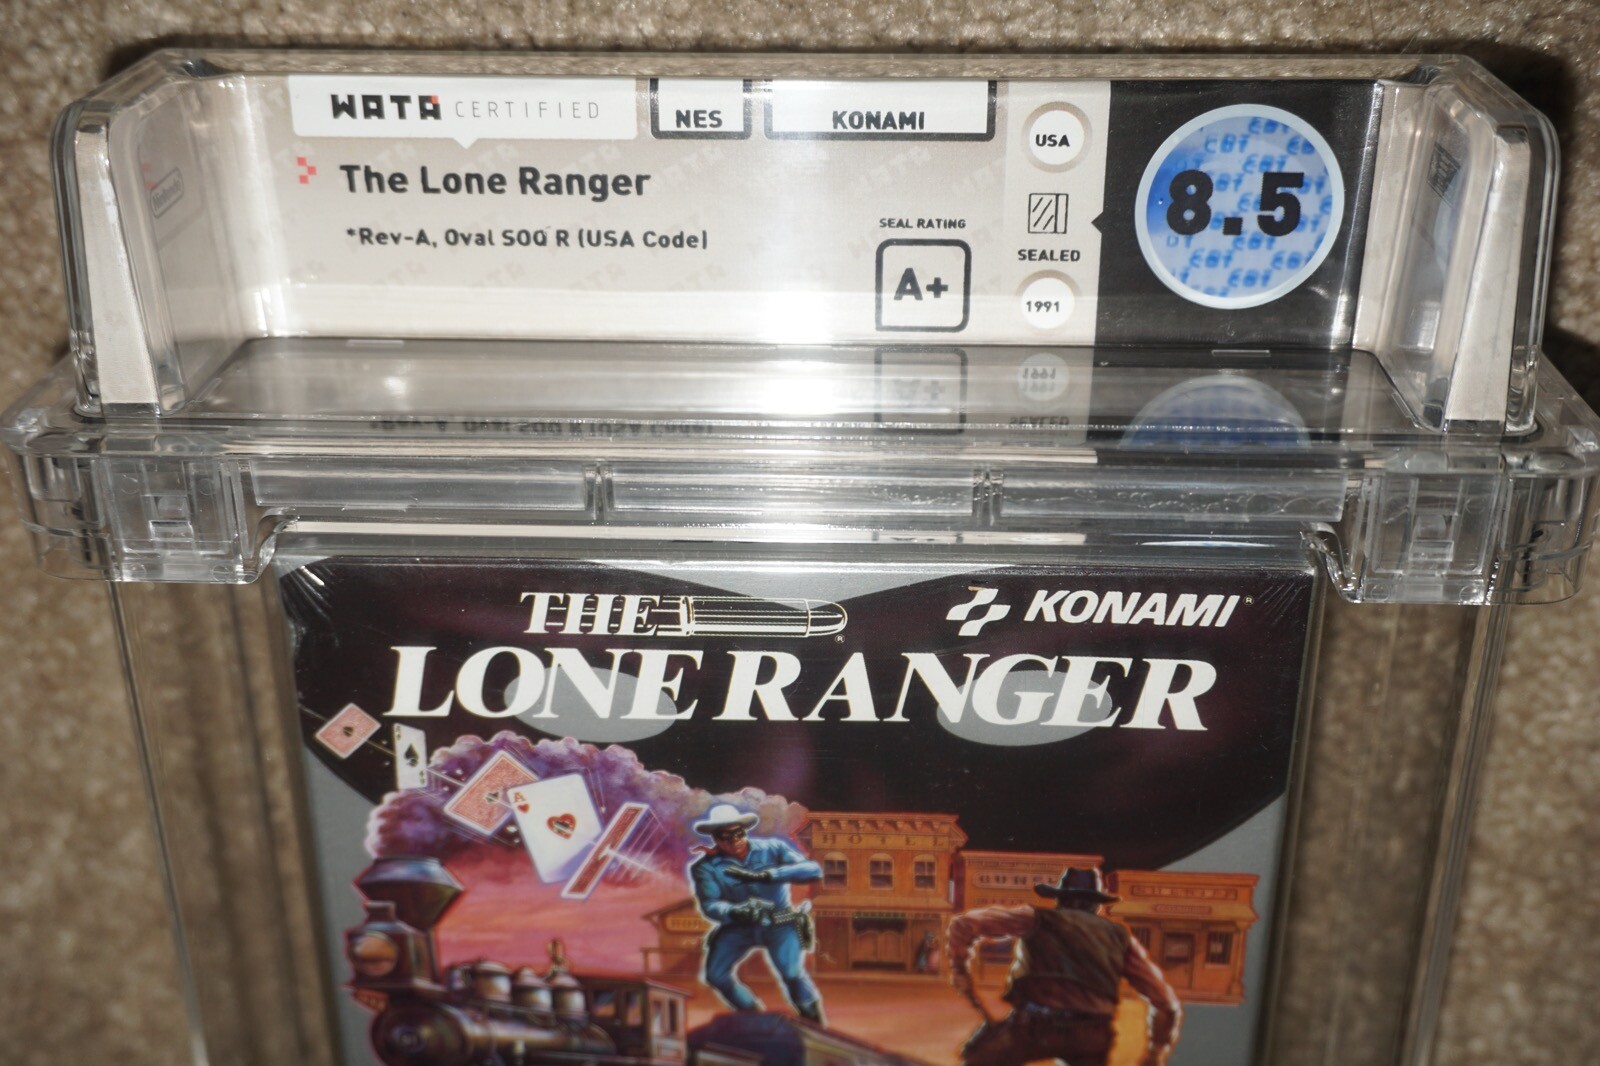 WATA CERTIFIED
NES
KONAMI
USA
8.5
The Lone Ranger
*Rev-A, Oval SOQ R (USA Code)
SEAL RATING
A+
SEALED
1991
THE
KONAMI®
LONE RANGER®
A
A
HOTEL